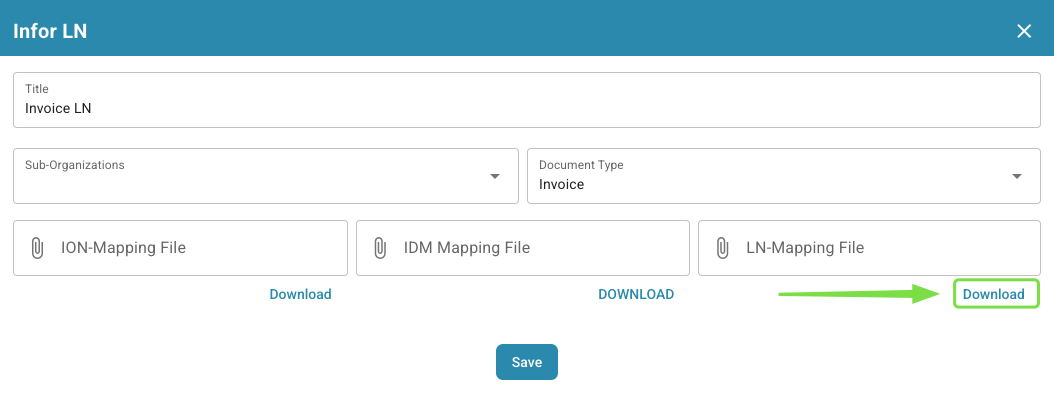 Infor LN
Title
Invoice LN
Sub-Organizations
Document Type
Invoice
ION-Mapping File
IDM Mapping File
LN-Mapping File
Download
DOWNLOAD
Download
Save